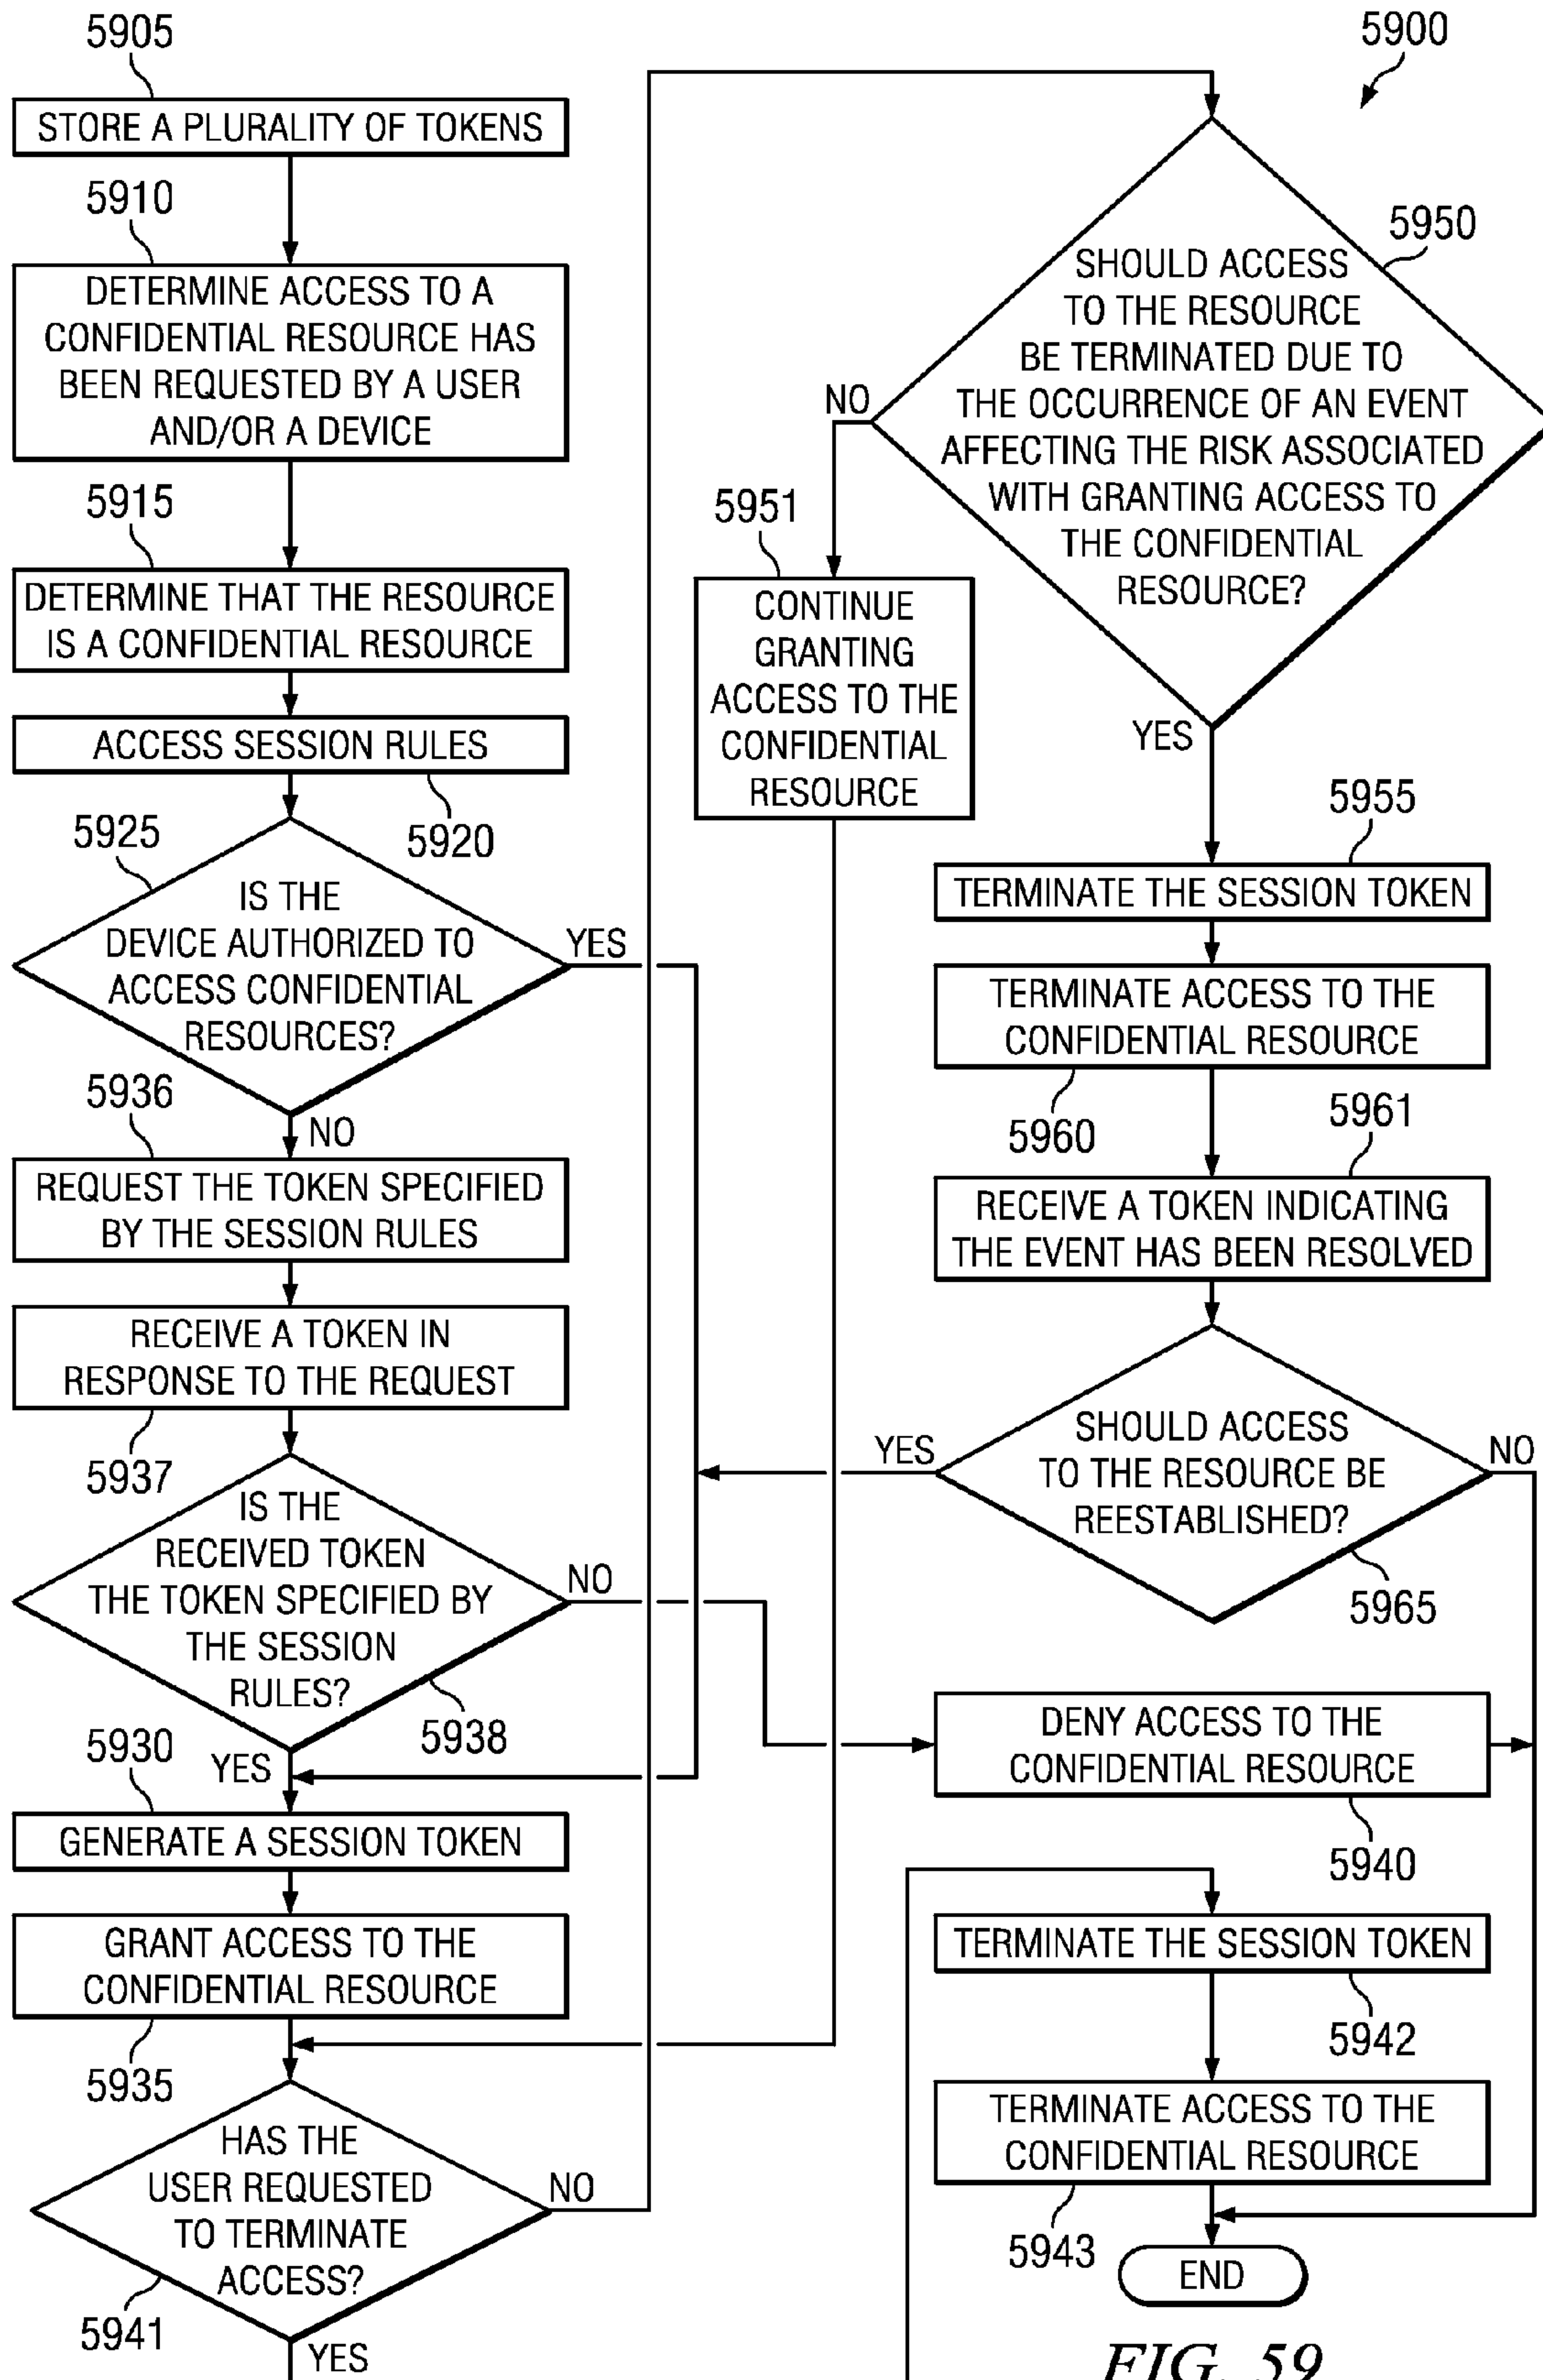 5905
STORE A PLURALITY OF TOKENS
5910
DETERMINE ACCESS TO A
CONFIDENTIAL RESOURCE HAS
BEEN REQUESTED BY A USER
AND/OR A DEVICE
5915
DETERMINE THAT THE RESOURCE
IS A CONFIDENTIAL RESOURCE
ACCESS SESSION RULES
5920
5925
IS THE
DEVICE AUTHORIZED TO
ACCESS CONFIDENTIAL
RESOURCES?
YES
NO
5936
REQUEST THE TOKEN SPECIFIED
BY THE SESSION RULES
RECEIVE A TOKEN IN
RESPONSE TO THE REQUEST
5937
IS THE
RECEIVED TOKEN
THE TOKEN SPECIFIED BY
THE SESSION
RULES?
NO
5938
YES
5930
GENERATE A SESSION TOKEN
GRANT ACCESS TO THE
CONFIDENTIAL RESOURCE
5935
HAS THE
USER REQUESTED
TO TERMINATE
ACCESS?
NO
5941
YES
5900
5950
SHOULD ACCESS
TO THE RESOURCE
BE TERMINATED DUE TO
THE OCCURRENCE OF AN EVENT
AFFECTING THE RISK ASSOCIATED
WITH GRANTING ACCESS TO
THE CONFIDENTIAL
RESOURCE?
NO
5951
CONTINUE
GRANTING
ACCESS TO THE
CONFIDENTIAL
RESOURCE
YES
5955
TERMINATE THE SESSION TOKEN
TERMINATE ACCESS TO THE
CONFIDENTIAL RESOURCE
5960
5961
RECEIVE A TOKEN INDICATING
THE EVENT HAS BEEN RESOLVED
SHOULD ACCESS
TO THE RESOURCE BE
REESTABLISHED?
YES
NO
5965
DENY ACCESS TO THE
CONFIDENTIAL RESOURCE
5940
TERMINATE THE SESSION TOKEN
5942
TERMINATE ACCESS TO THE
CONFIDENTIAL RESOURCE
5943
END
FIG. 59